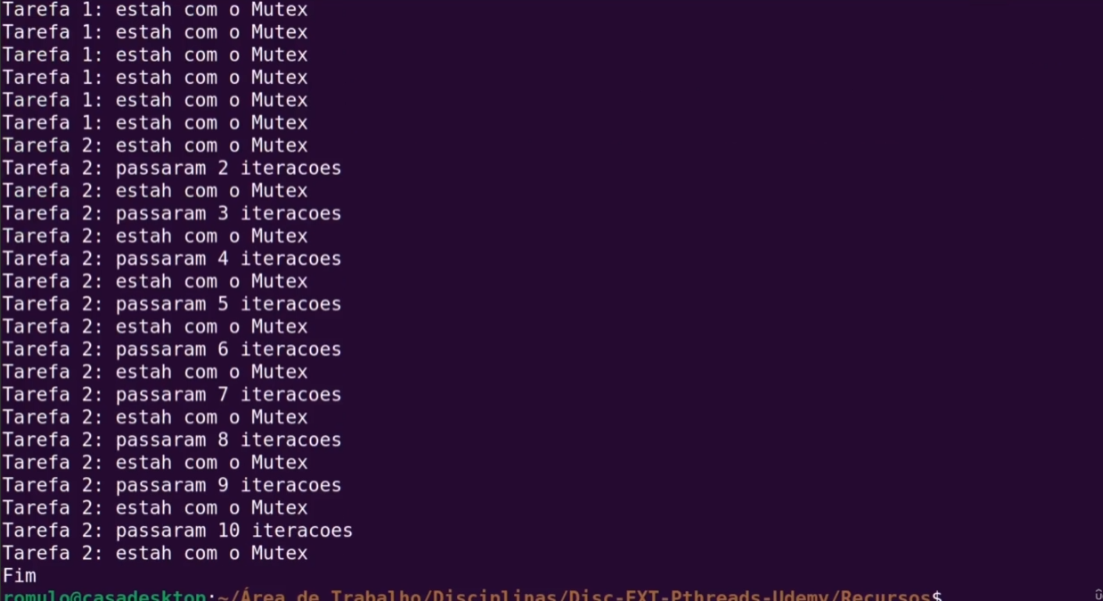 Tarefa 1: estah com o Mutex
Tarefa 1: estah com o Mutex
Tarefa 1: estah com o Mutex
Tarefa 1: estah com o Mutex
Tarefa 1: estah com o Mutex
Tarefa 1: estah com o Mutex
Tarefa 2: estah com o Mutex
Tarefa 2: passaram 2 iteracoes
Tarefa 2: estah com o Mutex
Tarefa 2: passaram 3 iteracoes
Tarefa 2: estah com o Mutex
Tarefa 2: passaram 4 iteracoes
Tarefa 2: estah com o Mutex
Tarefa 2: passaram 5 iteracoes
Tarefa 2: estah com o Mutex
Tarefa 2: passaram 6 iteracoes
Tarefa 2: estah com o Mutex
Tarefa 2: passaram 7 iteracoes
Tarefa 2: estah com o Mutex
Tarefa 2: passaram 8 iteracoes
Tarefa 2: estah com o Mutex
Tarefa 2: passaram 9 iteracoes
Tarefa 2: estah com o Mutex
Tarefa 2: passaram 10 iteracoes
Tarefa 2: estah com o Mutex
Fim
romulo@casadesktop:~/Área de Trabalho/Disciplinas/Disc-EXT-Pthreads-Udemy/Recursos$